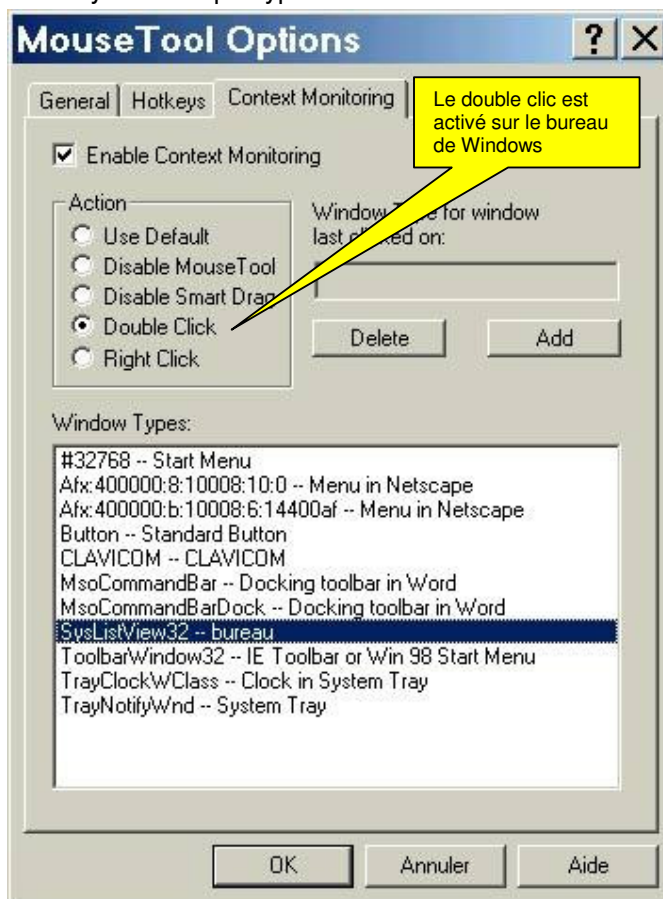 MouseTool Options
General Hotkeys Context Monitoring
Le double clic est
activé sur le bureau
de Windows
Enable Context Monitoring
Action
Use Default
Disable MouseTool
Disable Smart Drag
Double Click
Right Click
Window for window
last on:
Delete Add
Window Types:
#32768 -- Start Menu
Afx:400000:8:10008:10:0 -- Menu in Netscape
Afx:400000:b:10008:6:14400af -- Menu in Netscape
Button -- Standard Button
CLAVICOM -- CLAVICOM
MsoCommandBar -- Docking toolbar in Word
MsoCommandBarDock -- Docking toolbar in Word
SysListView32 -- bureau
ToolbarWindow32 -- IE Toolbar or Win 98 Start Menu
TrayClockWClass -- Clock in System Tray
TrayNotifyWnd -- System Tray
OK Annuler Aide